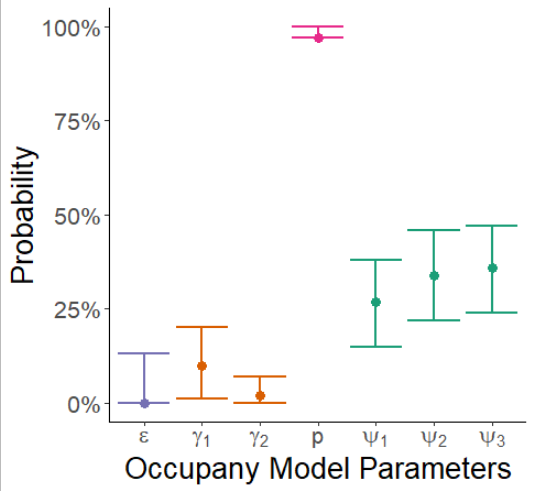 100%
75%
50%
25%
0%
Probability
ε γ1 γ2 p ψ1 ψ2 ψ3
Occupany Model Parameters